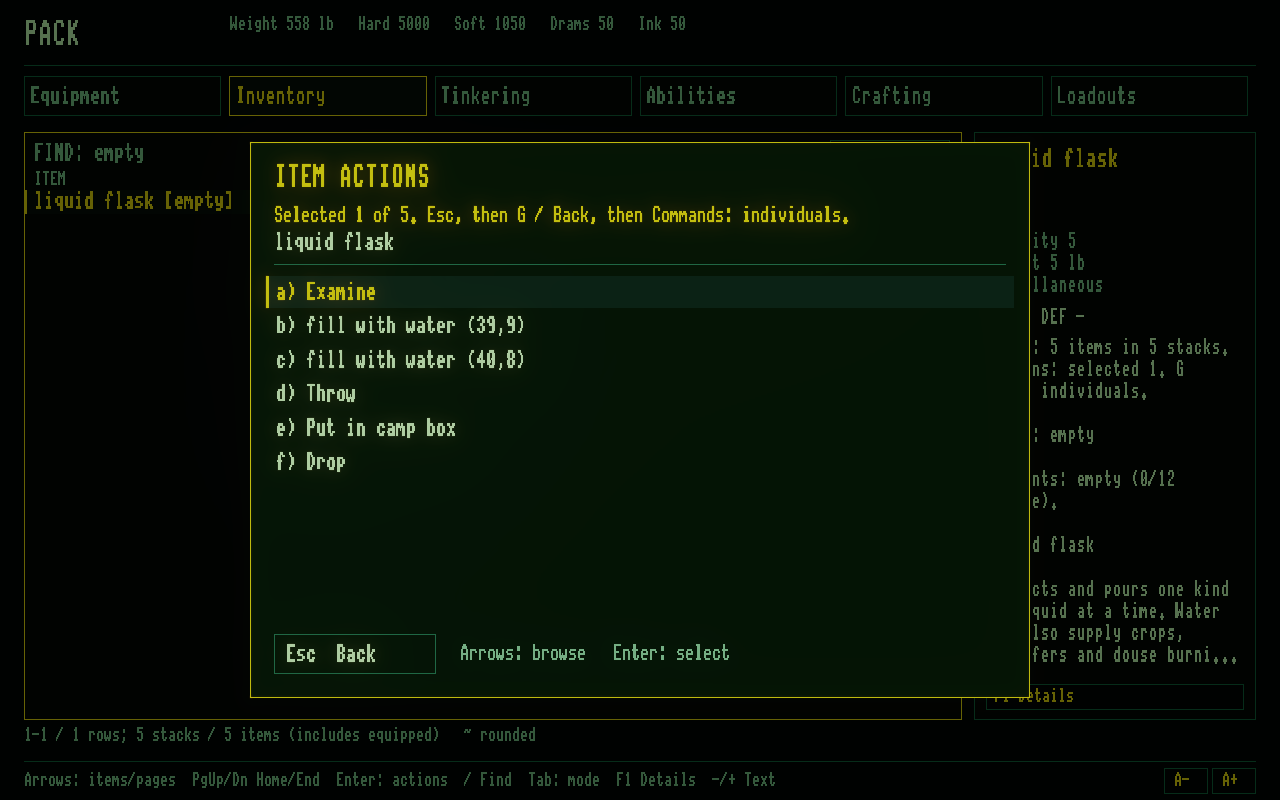 PACK
Weight 558 lb Hard 5000 Soft 1050 Drams 50 Ink 50
Equipment
Inventory
Tinkering
Abilities
Crafting
Loadouts
FIND: empty
ITEM
liquid flask [empty]
ITEM ACTIONS
Selected 1 of 5. Esc, then G / Back, then Commands: individuals.
liquid flask
a) Examine
b) fill with water (39,9)
c) fill with water (40,8)
d) Throw
e) Put in camp box
f) Drop
Esc Back
Arrows: browse Enter: select
id flask
ity 5
t 5 lb
llaneous
DEF -
: 5 items in 5 stacks.
ns: selected 1. G
individuals.
: empty
nts: empty (0/12
e).
d flask
cts and pours one kind
quid at a time. Water
lso supply crops,
fers and douse burni...
Details
1-1 / 1 rows; 5 stacks / 5 items (includes equipped) ~ rounded
Arrows: items/pages PgUp/Dn Home/End Enter: actions / Find Tab: mode F1 Details -/+ Text
A-
A+